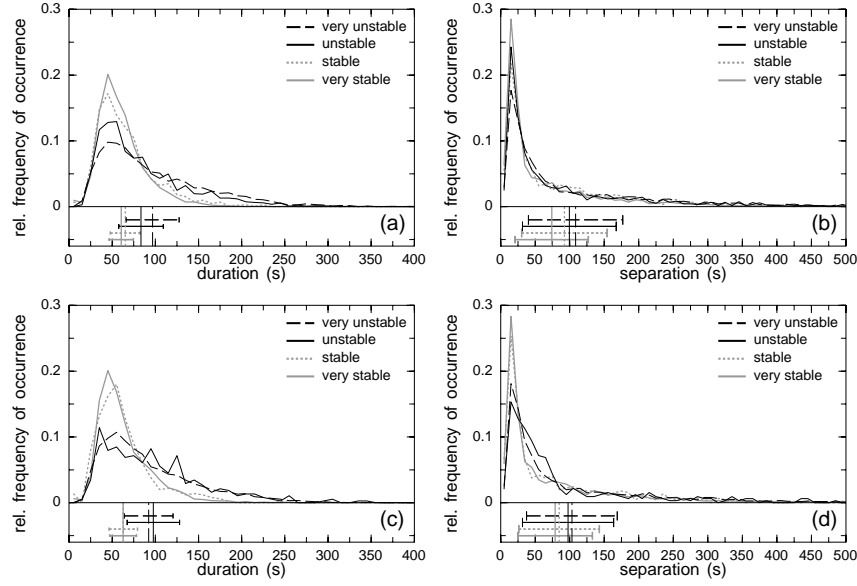 0.3
0.2
0.1
0
rel. frequency of occurrence
very unstable
unstable
stable
very stable
(a)
0 50 100 150 200 250 300 350 400
duration (s)
0.3
0.2
0.1
0
rel. frequency of occurrence
very unstable
unstable
stable
very stable
(b)
0 50 100 150 200 250 300 350 400 450 500
separation (s)
0.3
0.2
0.1
0
rel. frequency of occurrence
very unstable
unstable
stable
very stable
(c)
0 50 100 150 200 250 300 350 400
duration (s)
0.3
0.2
0.1
0
rel. frequency of occurrence
very unstable
unstable
stable
very stable
(d)
0 50 100 150 200 250 300 350 400 450 500
separation (s)